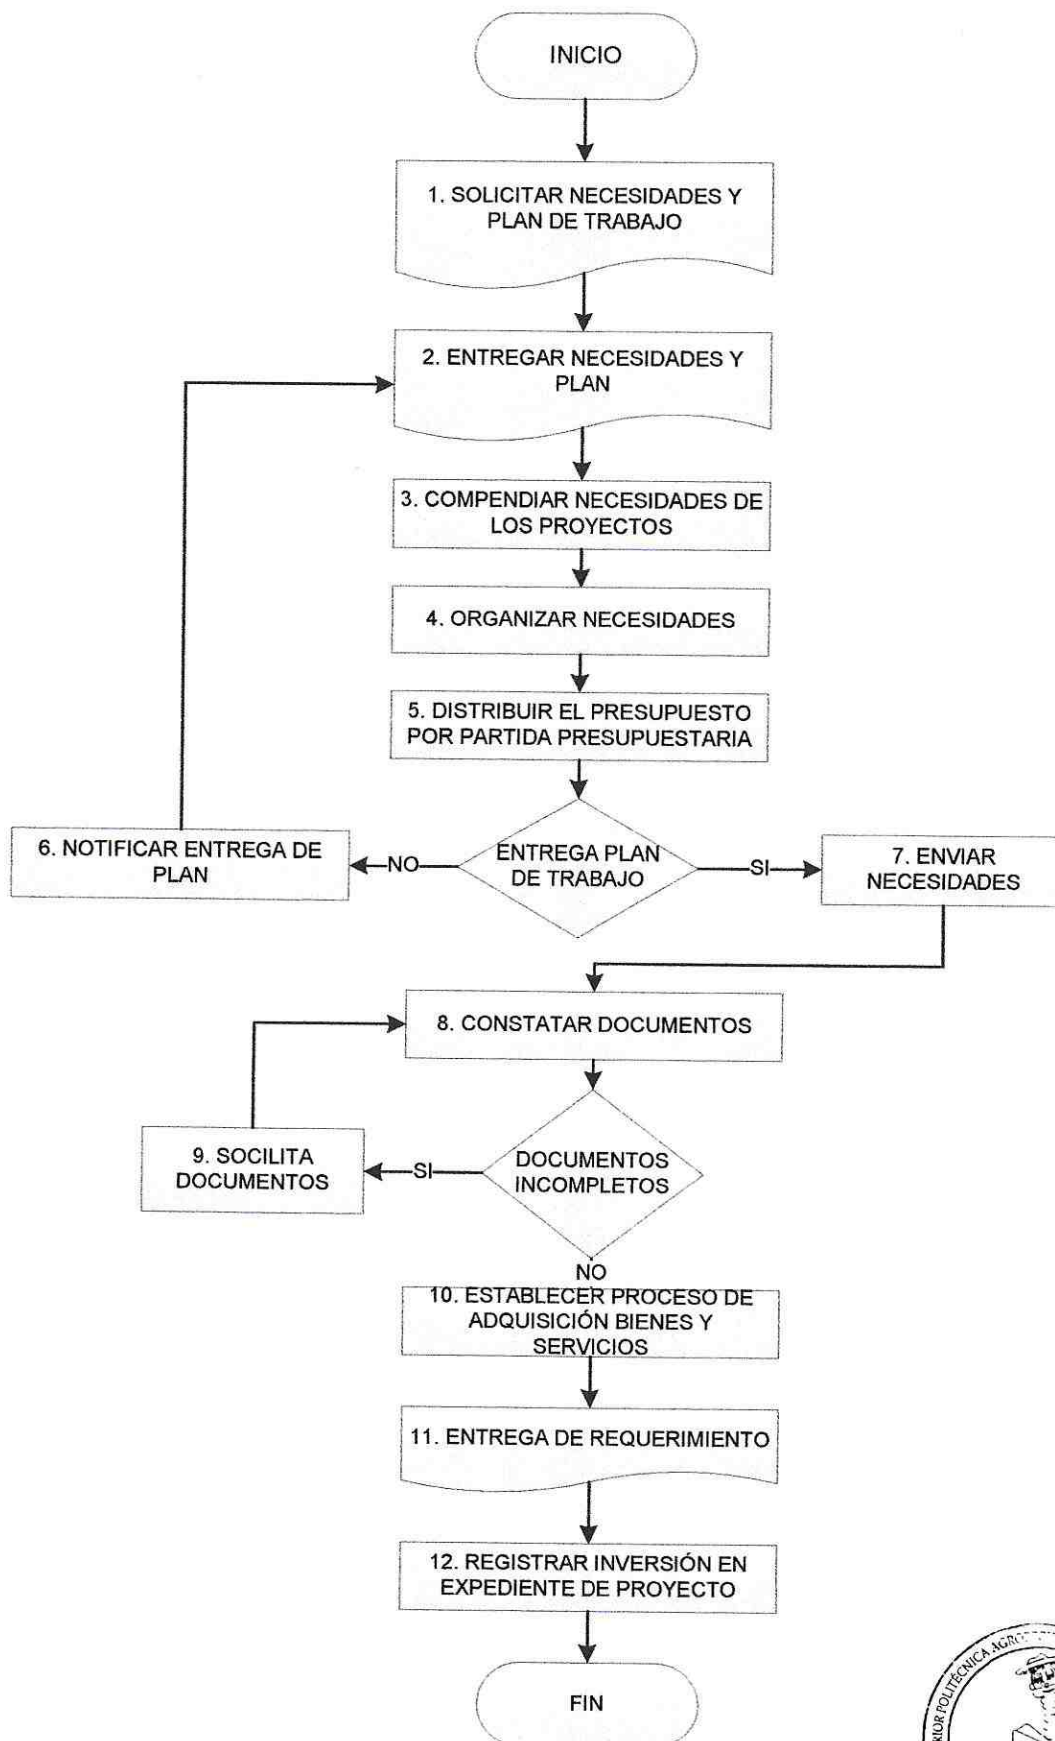 INICIO
1. SOLICITAR NECESIDADES Y
PLAN DE TRABAJO
2. ENTREGAR NECESIDADES Y
PLAN
3. COMPENDIAR NECESIDADES DE
LOS PROYECTOS
4. ORGANIZAR NECESIDADES
5. DISTRIBUIR EL PRESUPUESTO
POR PARTIDA PRESUPUESTARIA
6. NOTIFICAR ENTREGA DE
PLAN
NO
ENTREGA PLAN
DE TRABAJO
SI
7. ENVIAR
NECESIDADES
8. CONSTATAR DOCUMENTOS
9. SOCILITA
DOCUMENTOS
SI
DOCUMENTOS
INCOMPLETOS
NO
10. ESTABLECER PROCESO DE
ADQUISICIÓN BIENES Y
SERVICIOS
11. ENTREGA DE REQUERIMIENTO
12. REGISTRAR INVERSIÓN EN
EXPEDIENTE DE PROYECTO
FIN
POLITÉCNICA